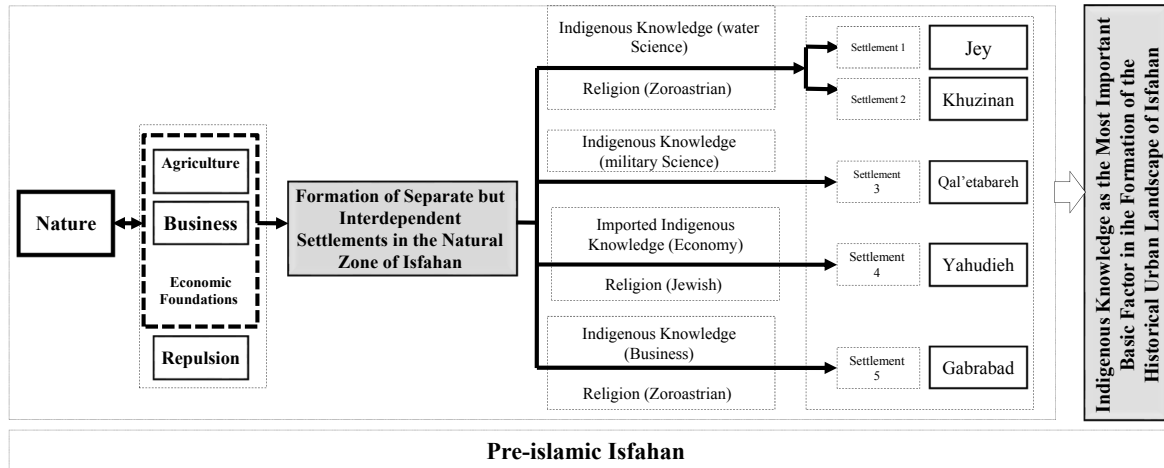 Nature
Agriculture
Business
Economic
Foundations
Repulsion
Formation of Separate but
Interdependent
Settlements in the Natural
Zone of Isfahan
Indigenous Knowledge (water
Science)
Religion (Zoroastrian)
Indigenous Knowledge
(military Science)
Imported Indigenous
Knowledge (Economy)
Religion (Jewish)
Indigenous Knowledge
(Business)
Religion (Zoroastrian)
Settlement 1
Jey
Settlement 2
Khuzinan
Settlement
3
Qal’etabareh
Settlement
4
Yahudieh
Settlement
5
Gabrabad
Indigenous Knowledge as the Most Important
Basic Factor in ihe Formation of the
Historical Urban Landscape of Isfahan
Pre-islamic Isfahan